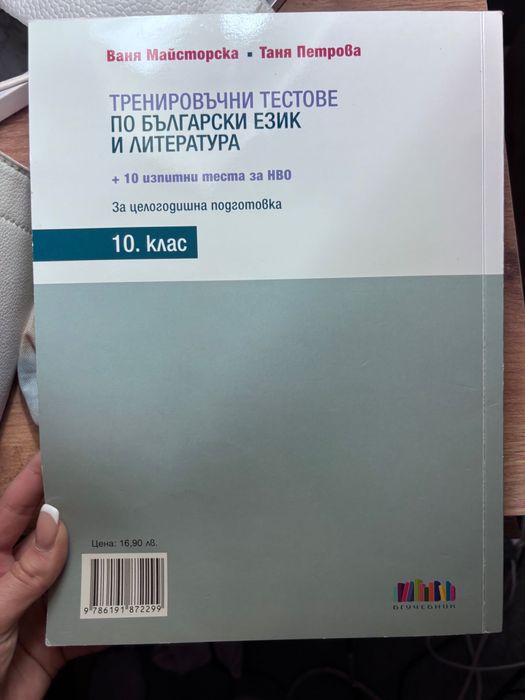 Ваня Майсторска ▪ Таня Петрова
ТРЕНИРОВЪЧНИ ТЕСТОВЕ
ПО БЪЛГАРСКИ ЕЗИК
И ЛИТЕРАТУРА
+ 10 изпитни теста за НВО
За целогодишна подготовка
10. клас
Цена: 16,90 лв.
9 786191 872299
БГУЧЕБНИК